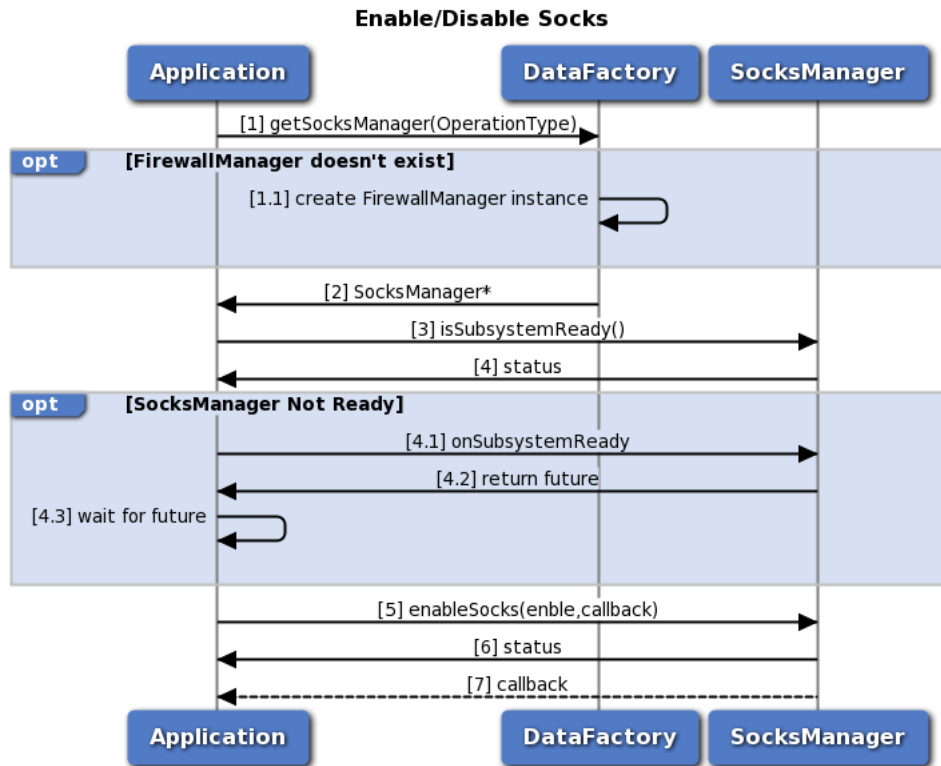 Enable/Disable Socks
Application DataFactory SocksManager
[1] getSocksManager(OperationType)
opt [FirewallManager doesn't exist]
[1.1] create FirewallManager instance
[2] SocksManager*
[3] isSubsystemReady()
[4] status
opt [SocksManager Not Ready]
[4.1] onSubsystemReady
[4.2] return future
[4.3] wait for future
[5] enableSocks(enble,callback)
[6] status
[7] callback
Application DataFactory SocksManager